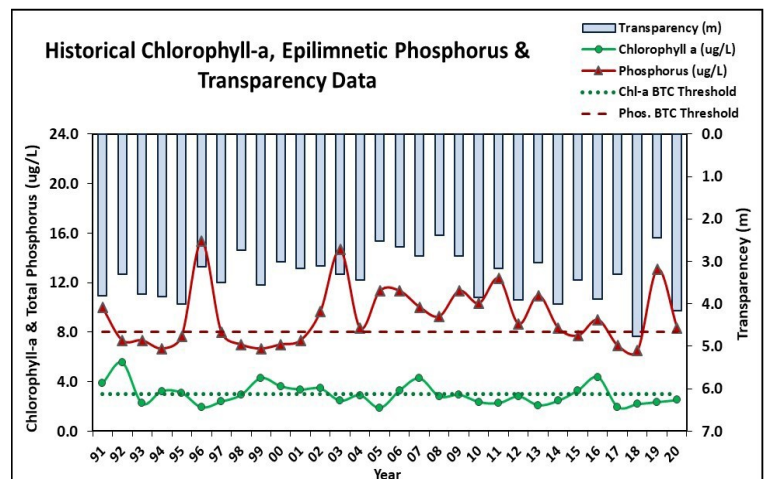 Historical Chlorophyll-a, Epilimnetic Phosphorus &
Transparency Data
Transparency (m)
Chlorophyll a (ug/L)
Phosphorus (ug/L)
Chl-a BTC Threshold
Phos. BTC Threshold
Chlorophyll-a & Total Phosphorus (ug/L)
24.0
20.0
16.0
12.0
8.0
4.0
0.0
0.0
1.0
2.0
3.0
4.0
5.0
6.0
7.0
Transparencey (m)
91 92 93 94 95 96 97 98 99 00 01 02 03 04 05 06 07 08 09 10 11 12 13 14 15 16 17 18 19 20
Year